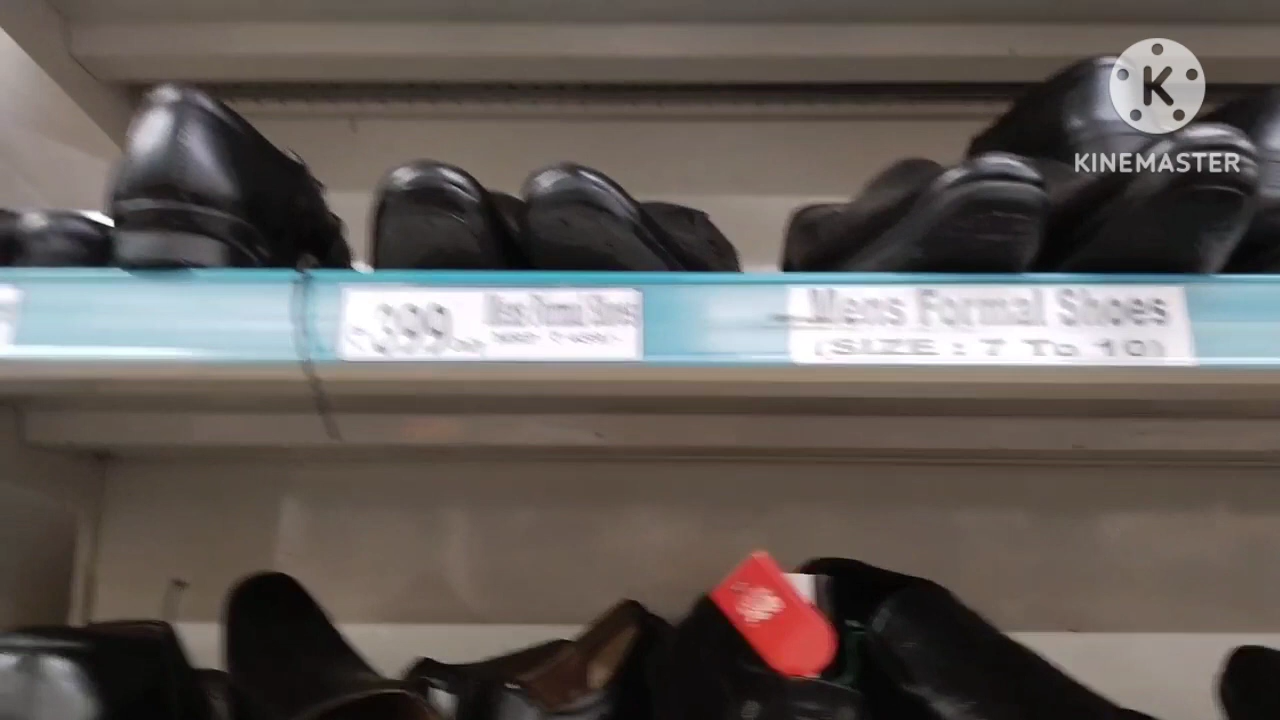 K
KINEMASTER
399
Mens Formal Shoes
Mens Formal Shoes
(SIZE : 7 To 10)